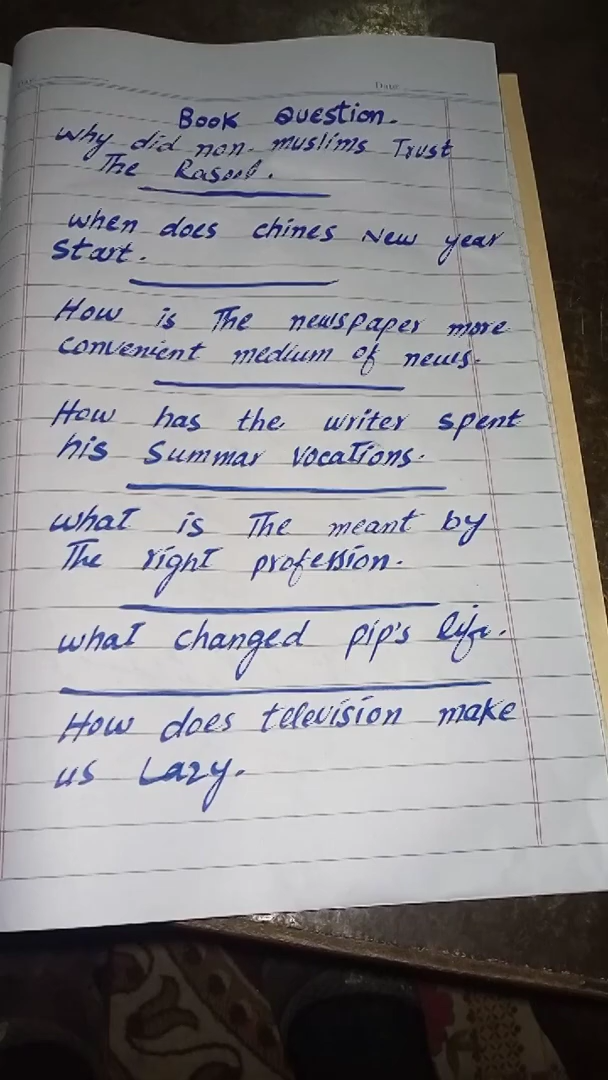 Date
Book Question.
why did non-muslims Trust
The Rasool.
when does chines New year
Start.
How is The newspaper more
convenient medium of news.
How has the writer spent
his Summar vocations.
what is The meant by
The right profession.
what changed pip's life.
How does television make
us Lazy.